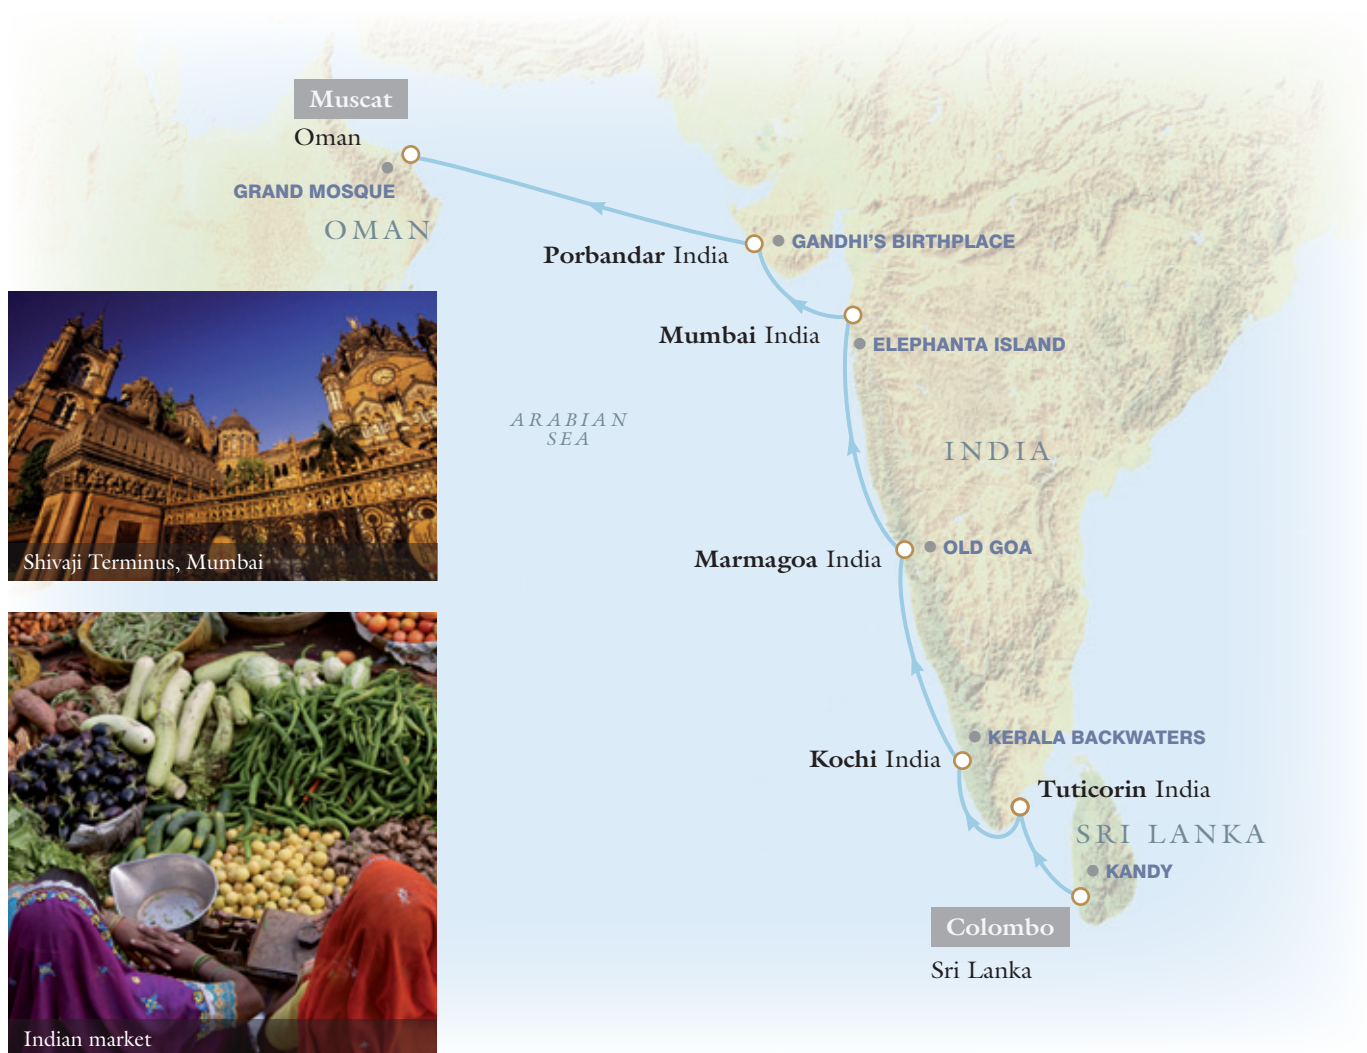 Muscat
Oman
GRAND MOSQUE
OMAN
Porbandar India
GANDHI'S BIRTHPLACE
Mumbai India
ELEPHANTA ISLAND
ARABIAN
SEA
INDIA
Shivaji Terminus, Mumbai
Marmagoa India
OLD GOA
KERALA BACKWATERS
Kochi India
Tuticorin India
SRI LANKA
KANDY
Colombo
Sri Lanka
Indian market